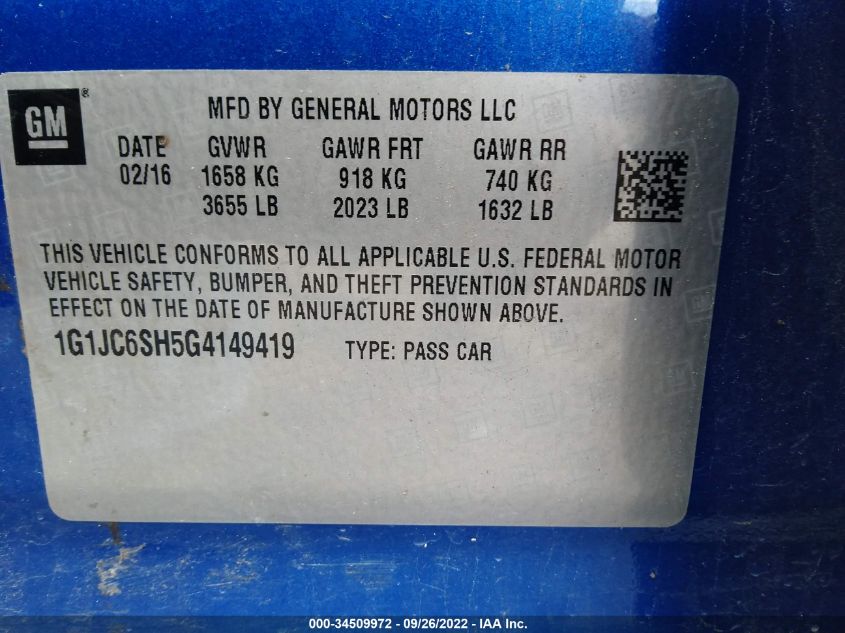 GM®
MFD BY GENERAL MOTORS LLC
DATE GVWR GAWR FRT GAWR RR
02/16 1658 KG 918 KG 740 KG
3655 LB 2023 LB 1632 LB
THIS VEHICLE CONFORMS TO ALL APPLICABLE U.S. FEDERAL MOTOR
VEHICLE SAFETY, BUMPER, AND THEFT PREVENTION STANDARDS IN
EFFECT ON THE DATE OF MANUFACTURE SHOWN ABOVE.
1G1JC6SH5G4149419 TYPE: PASS CAR
000-34509972 - 09/26/2022 - IAA Inc.